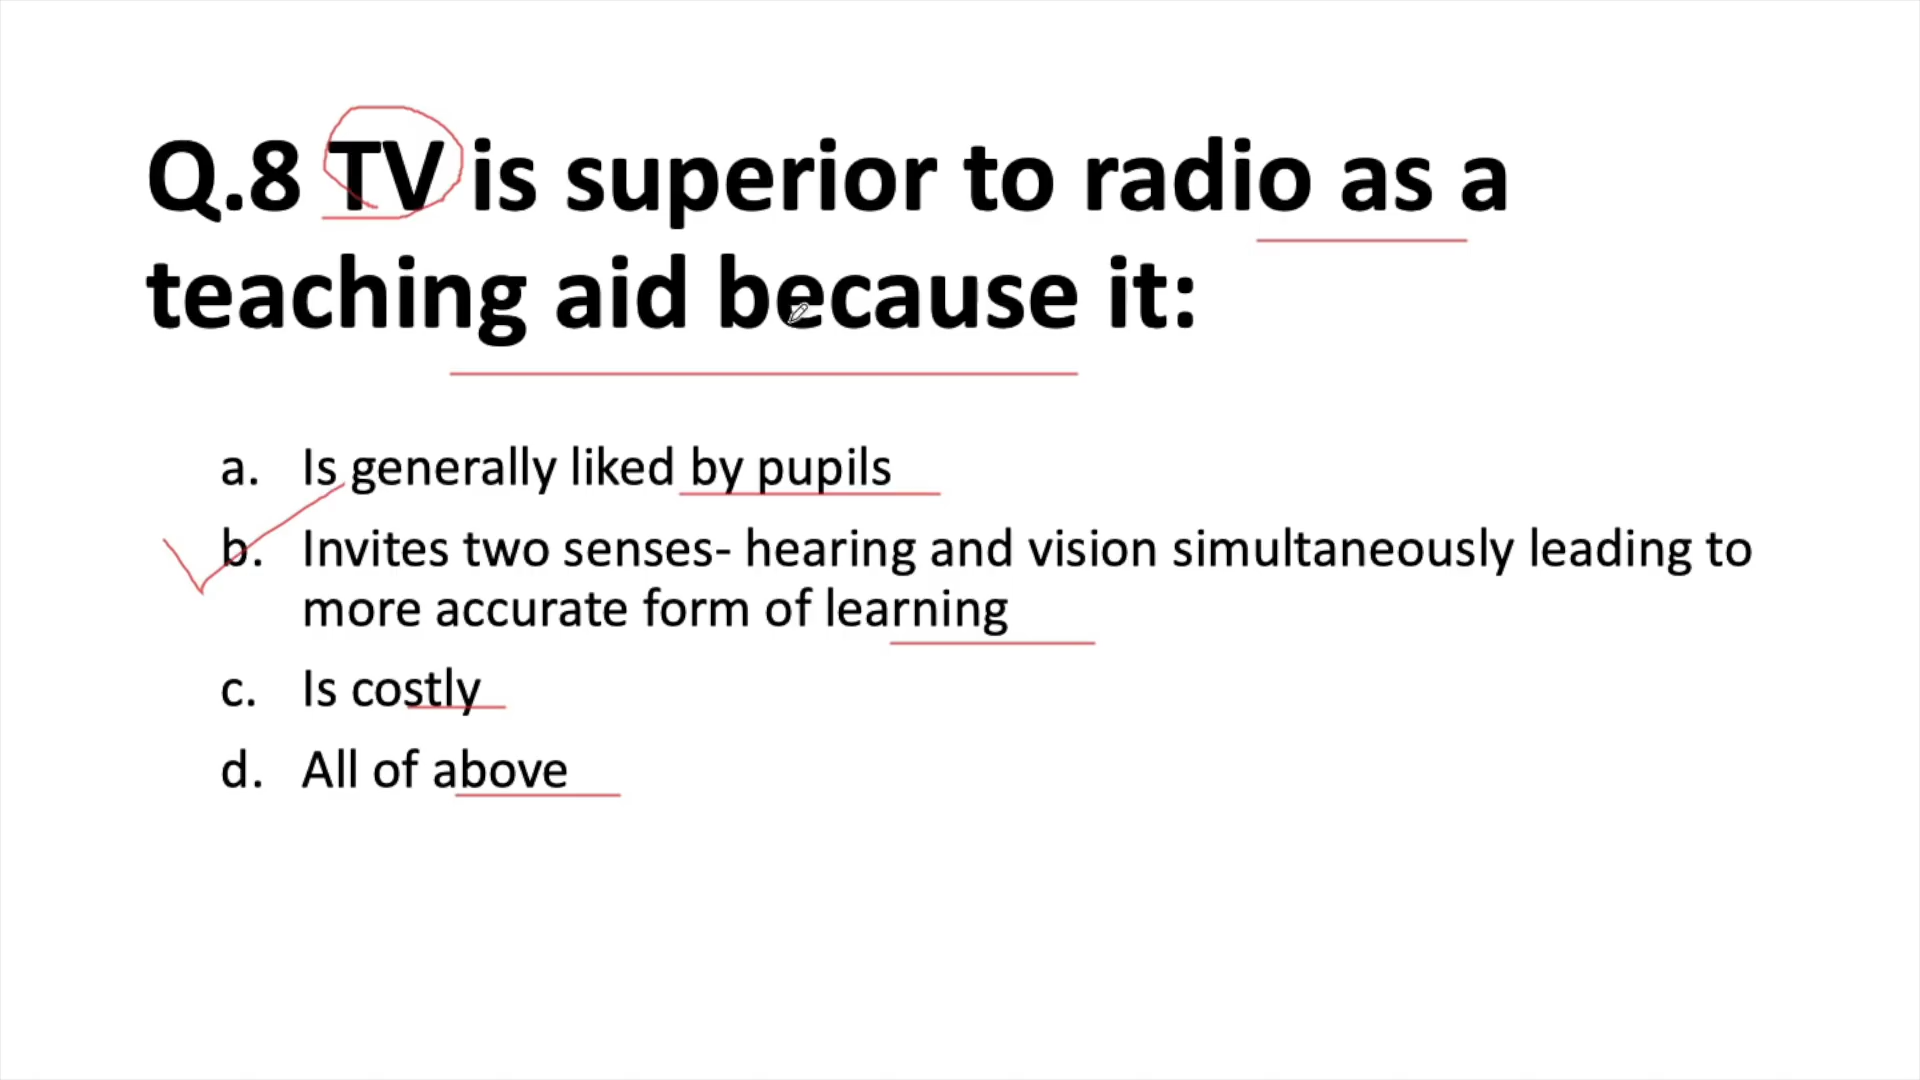 Q.8 TV is superior to radio as a
teaching aid because it:
a. Is generally liked by pupils
b. Invites two senses- hearing and vision simultaneously leading to
more accurate form of learning
c. Is costly
d. All of above